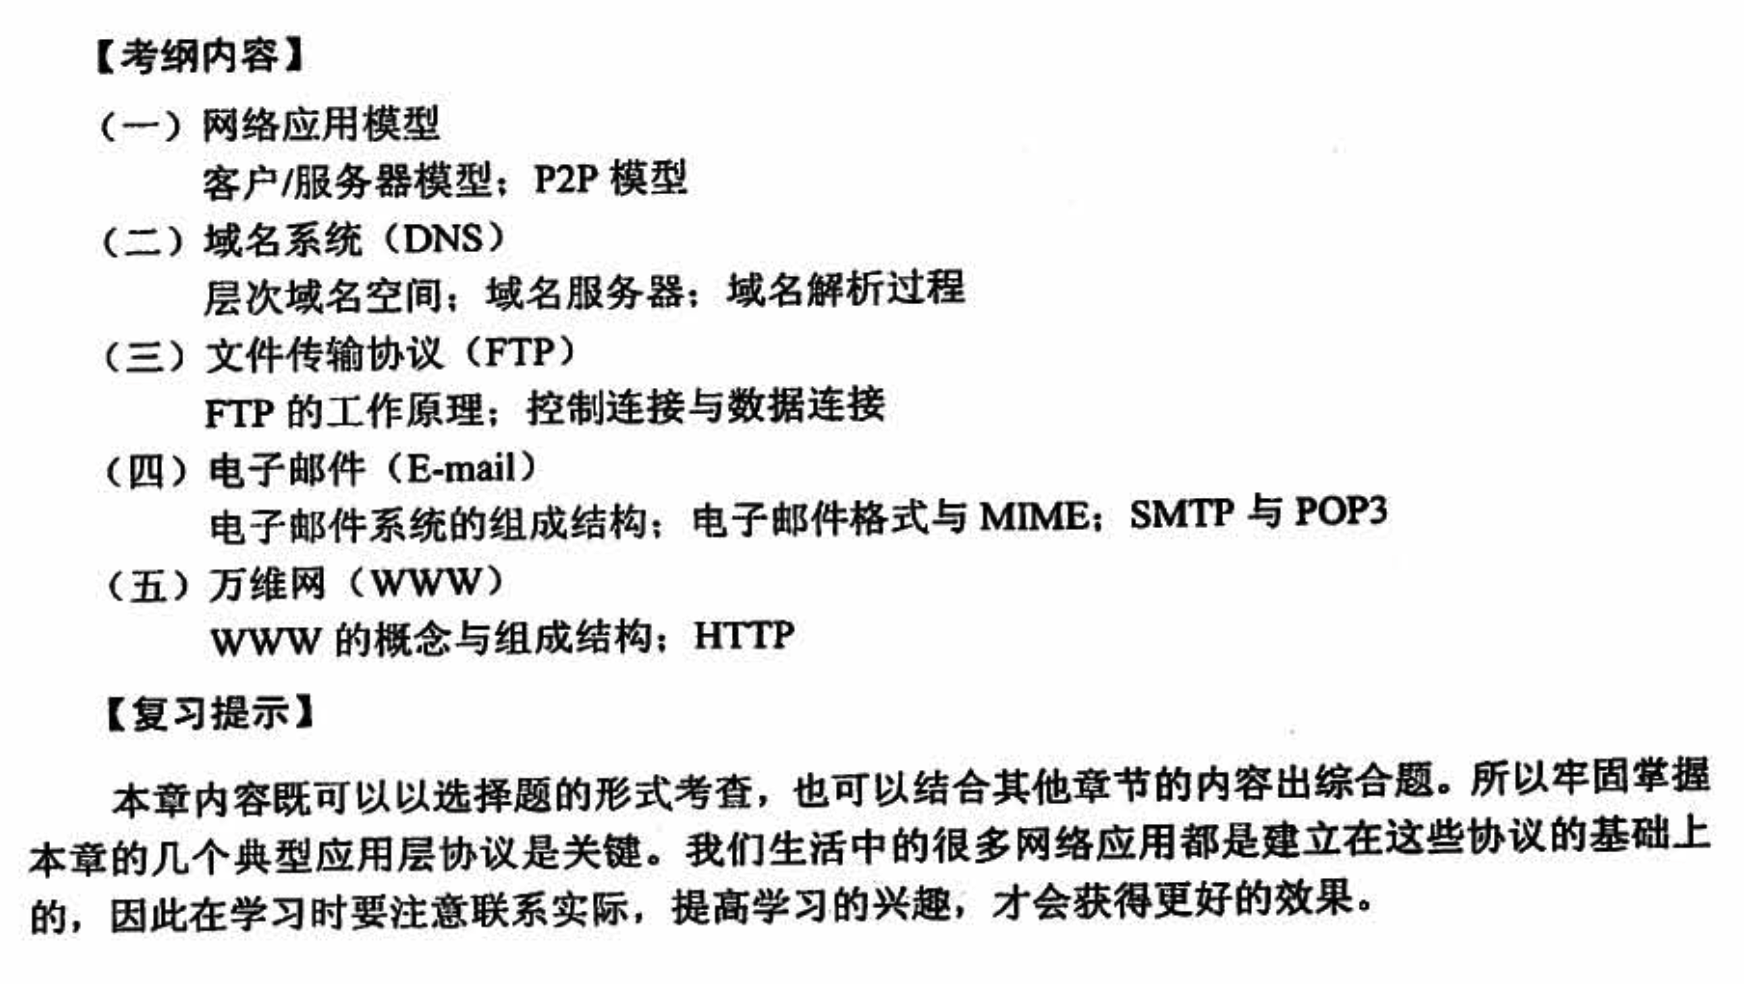 【考纲内容】
（一）网络应用模型
客户/服务器模型；P2P 模型
（二）域名系统（DNS）
层次域名空间；域名服务器；域名解析过程
（三）文件传输协议（FTP）
FTP 的工作原理；控制连接与数据连接
（四）电子邮件（E-mail）
电子邮件系统的组成结构；电子邮件格式与 MIME；SMTP 与 POP3
（五）万维网（WWW）
WWW 的概念与组成结构；HTTP
【复习提示】
本章内容既可以以选择题的形式考查，也可以结合其他章节的内容出综合题。所以牢固掌握
本章的几个典型应用层协议是关键。我们生活中的很多网络应用都是建立在这些协议的基础上
的，因此在学习时要注意联系实际，提高学习的兴趣，才会获得更好的效果。